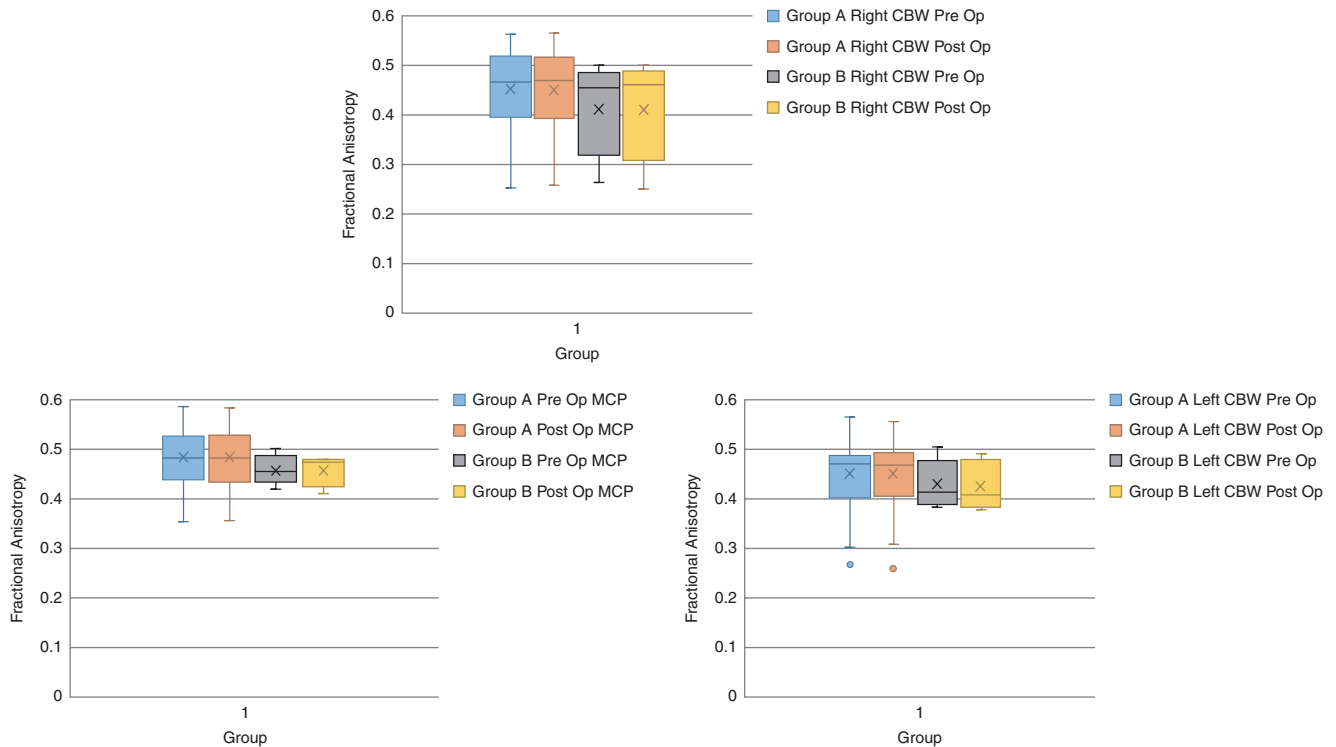 0.6
0.5
0.4
0.3
0.2
0.1
0
Fractional Anisotropy
1
Group
Group A Right CBW Pre Op
Group A Right CBW Post Op
Group B Right CBW Pre Op
Group B Right CBW Post Op
0.6
0.5
0.4
0.3
0.2
0.1
0
Fractional Anisotropy
1
Group
Group A Pre Op MCP
Group A Post Op MCP
Group B Pre Op MCP
Group B Post Op MCP
0.6
0.5
0.4
0.3
0.2
0.1
0
Fractional Anisotropy
1
Group
Group A Left CBW Pre Op
Group A Left CBW Post Op
Group B Left CBW Pre Op
Group B Left CBW Post Op